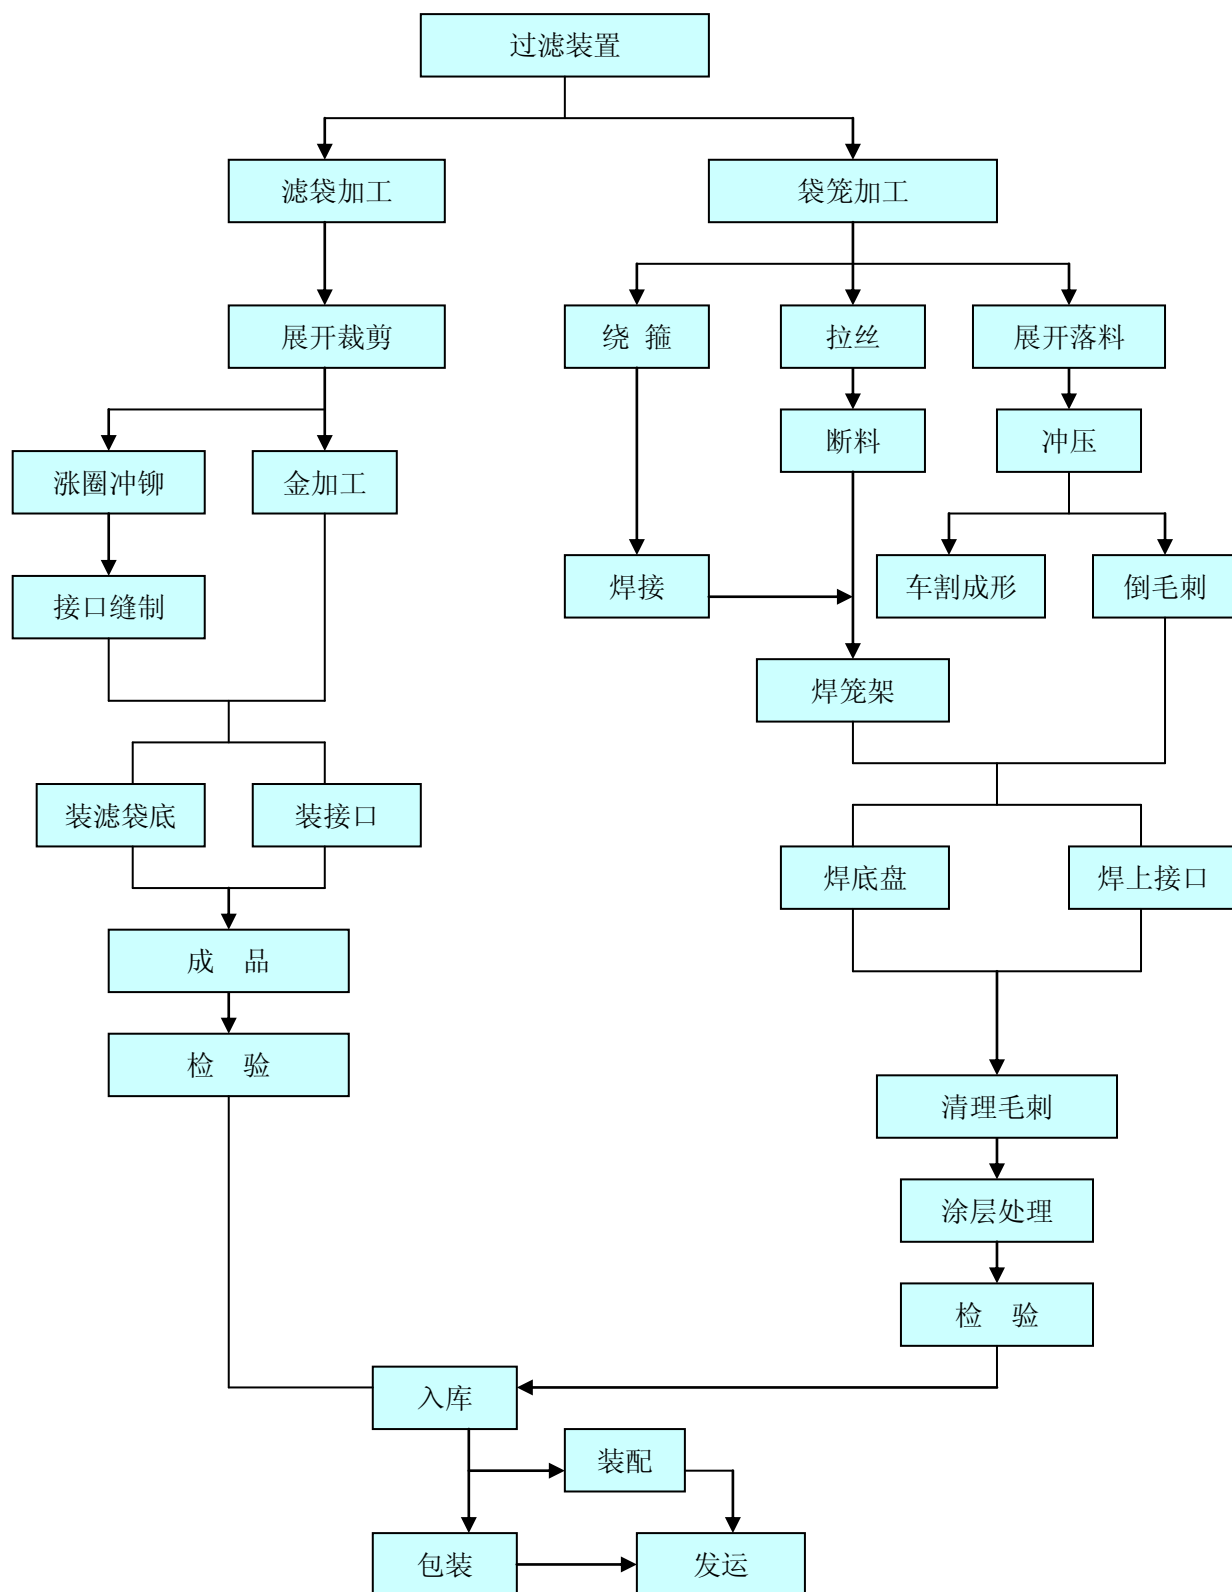 过滤装置
滤袋加工
袋笼加工
展开裁剪
绕 箍
拉丝
展开落料
断料
冲压
涨圈冲铆
金加工
焊接
车割成形
倒毛刺
接口缝制
焊笼架
装滤袋底
装接口
焊底盘
焊上接口
成 品
检 验
清理毛刺
涂层处理
检 验
入库
装配
包装
发运